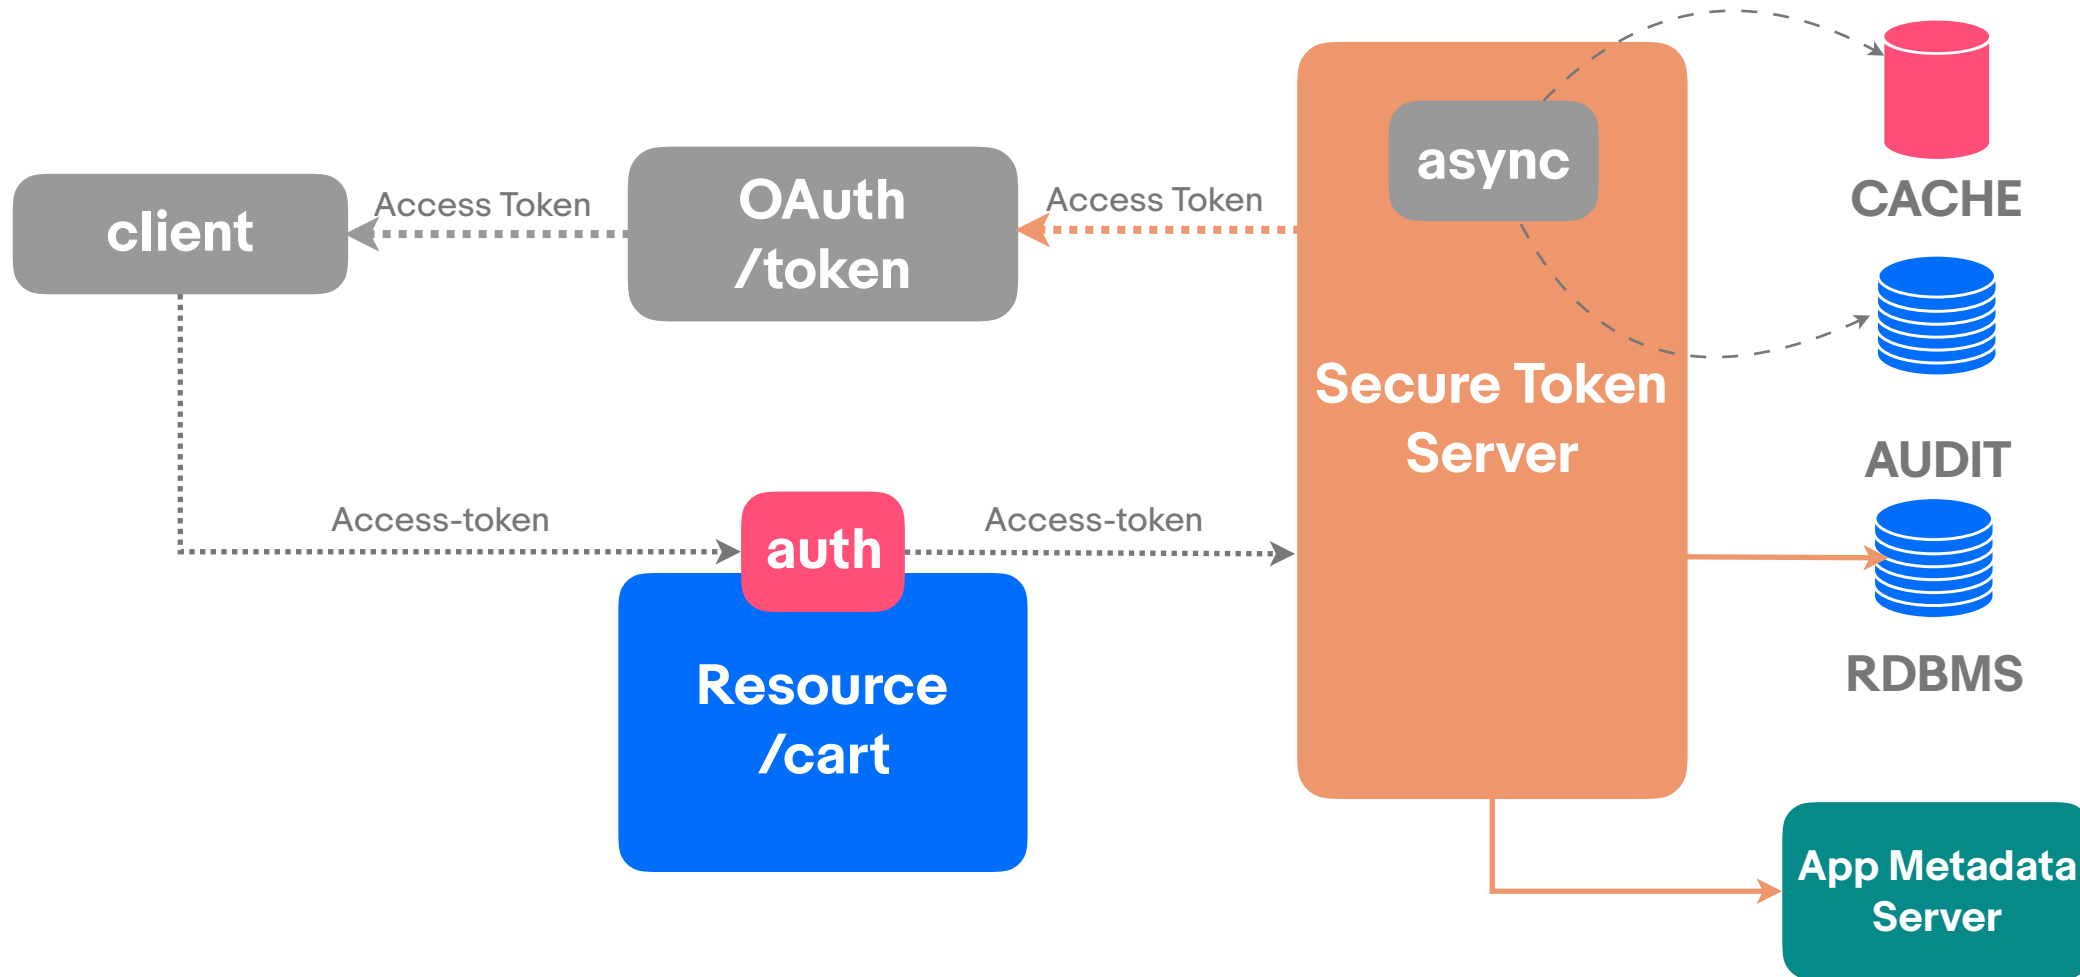 client
Access Token
OAuth
/token
Access Token
async
CACHE
Secure Token
Server
AUDIT
Access-token
auth
Access-token
Resource
/cart
RDBMS
App Metadata
Server